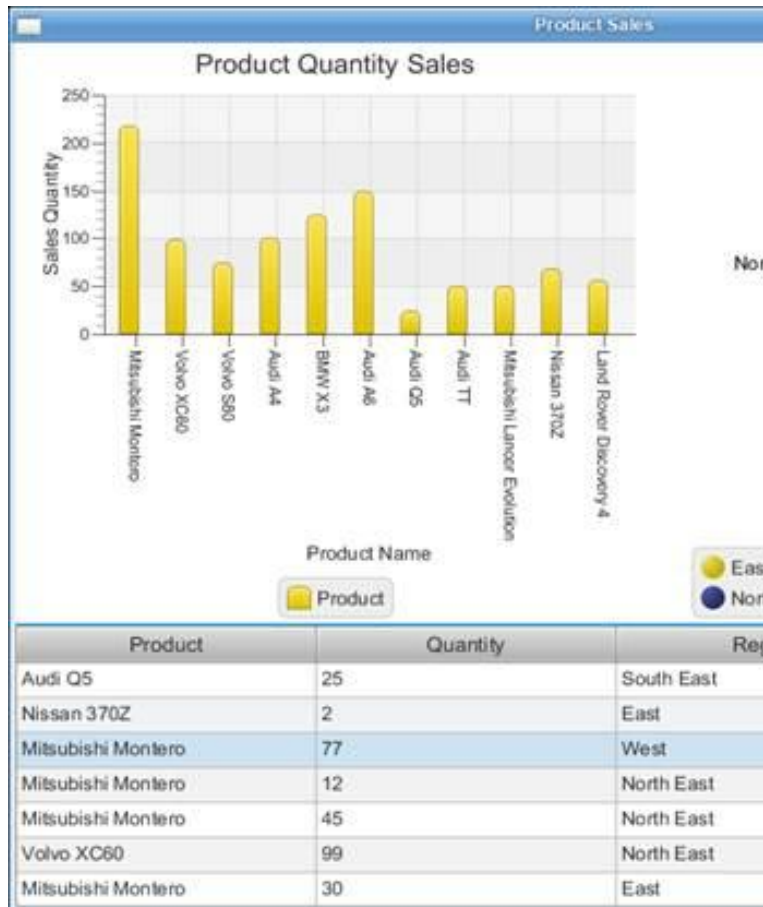 Product Sales
Product Quantity Sales
Sales Quantity
250
200
150
100
50
0
Mitsubishi Montero
Volvo XC60
Volvo S80
Audi A4
BMW X3
Audi A6
Audi Q5
Audi TT
Mitsubishi Lancer Evolution
Nissan 370Z
Land Rover Discovery 4
Product Name
Product
Nor
Eas
Nor
Product Quantity Reg
Audi Q5 25 South East
Nissan 370Z 2 East
Mitsubishi Montero 77 West
Mitsubishi Montero 12 North East
Mitsubishi Montero 45 North East
Volvo XC60 99 North East
Mitsubishi Montero 30 East